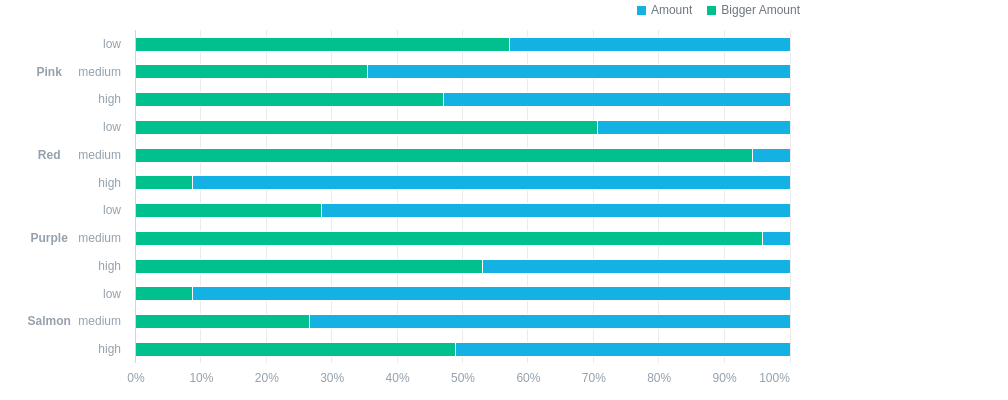 Amount Bigger Amount
low
Pink medium
high
low
Red medium
high
low
Purple medium
high
low
Salmon medium
high
0% 10% 20% 30% 40% 50% 60% 70% 80% 90% 100%